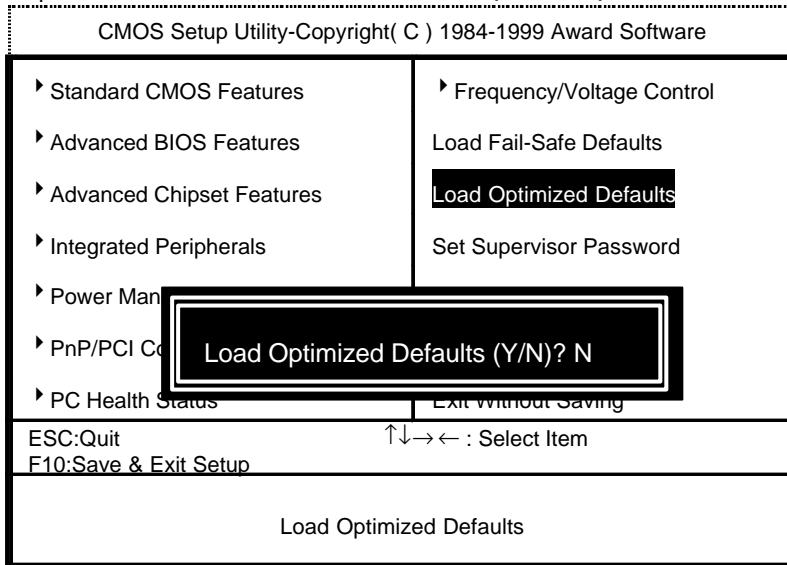 CMOS Setup Utility-Copyright( C ) 1984-1999 Award Software
Standard CMOS Features
Advanced BIOS Features
Advanced Chipset Features
Integrated Peripherals
Power Man
PnP/PCI Co
PC Health Status
Frequency/Voltage Control
Load Fail-Safe Defaults
Load Optimized Defaults
Set Supervisor Password
Exit Without Saving
Load Optimized Defaults (Y/N)? N
ESC:Quit ↑↓→← : Select Item
F10:Save & Exit Setup
Load Optimized Defaults